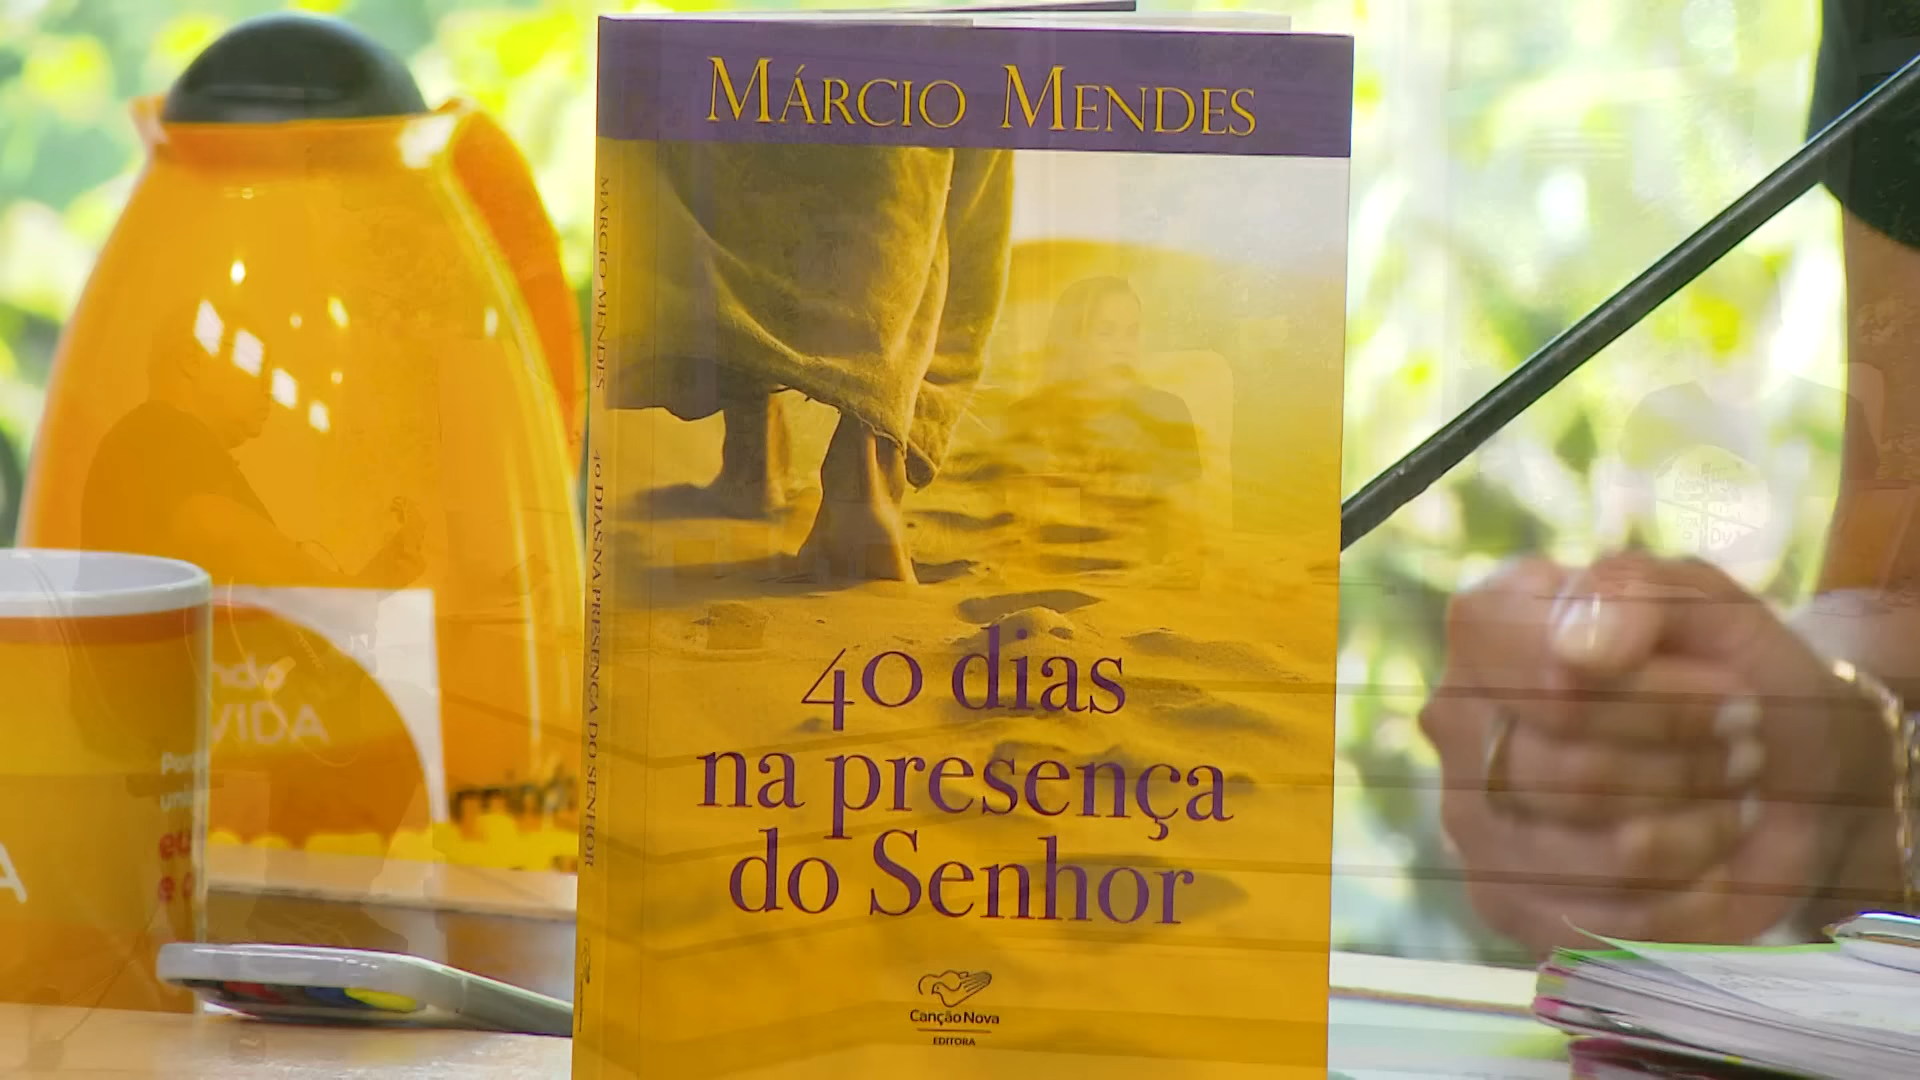 MÁRCIO MENDES
MÁRCIO MENDES 40 DIAS NA PRESENÇA DO SENHOR
40 dias
na presença
do Senhor
Canção Nova
EDITORA
ndo
VIDA
A